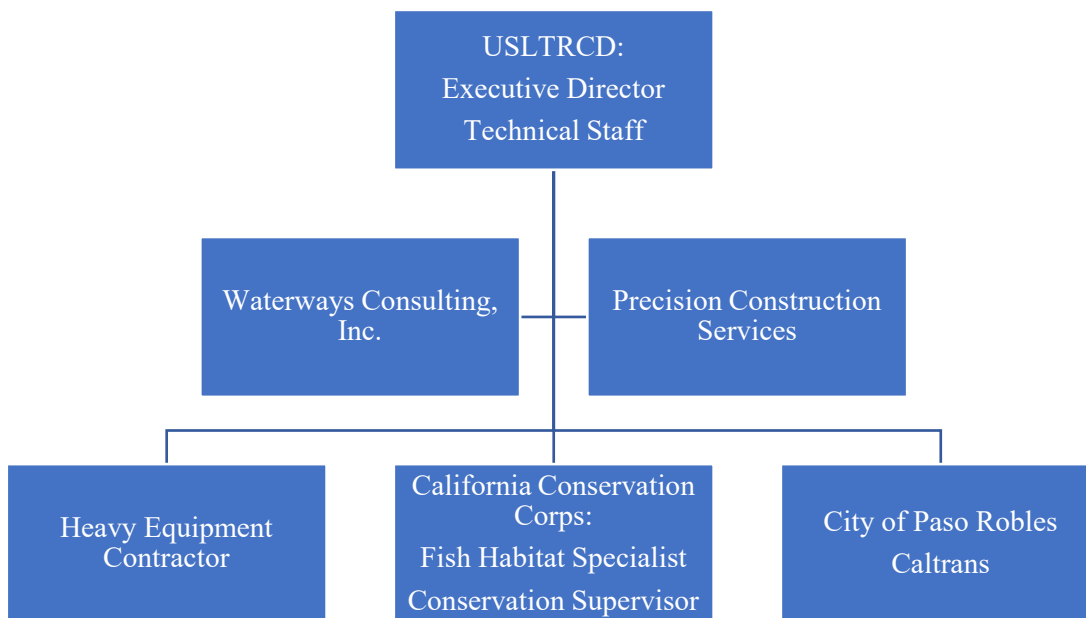 USLTRCD:
Executive Director
Technical Staff
Waterways Consulting,
Inc.
Precision Construction
Services
Heavy Equipment
Contractor
California Conservation
Corps:
Fish Habitat Specialist
Conservation Supervisor
City of Paso Robles
Caltrans